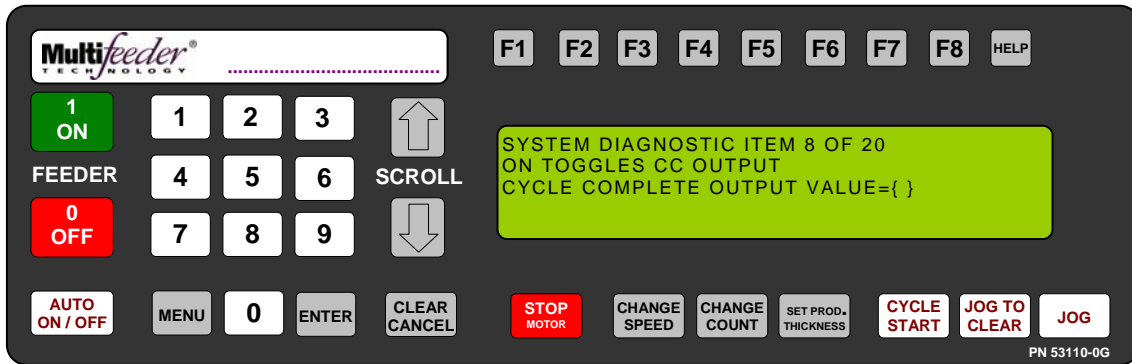 Multifeeder®
TECHNOLOGY
F1 F2 F3 F4 F5 F6 F7 F8 HELP
1
ON
FEEDER
0
OFF
1 2 3
4 5 6
7 8 9
SCROLL
SYSTEM DIAGNOSTIC ITEM 8 OF 20
ON TOGGLES CC OUTPUT
CYCLE COMPLETE OUTPUT VALUE={ }
AUTO
ON / OFF
MENU
0
ENTER
CLEAR
CANCEL
STOP
MOTOR
CHANGE
SPEED
CHANGE
COUNT
SET PROD.
THICKNESS
CYCLE
START
JOG TO
CLEAR
JOG
PN 53110-0G